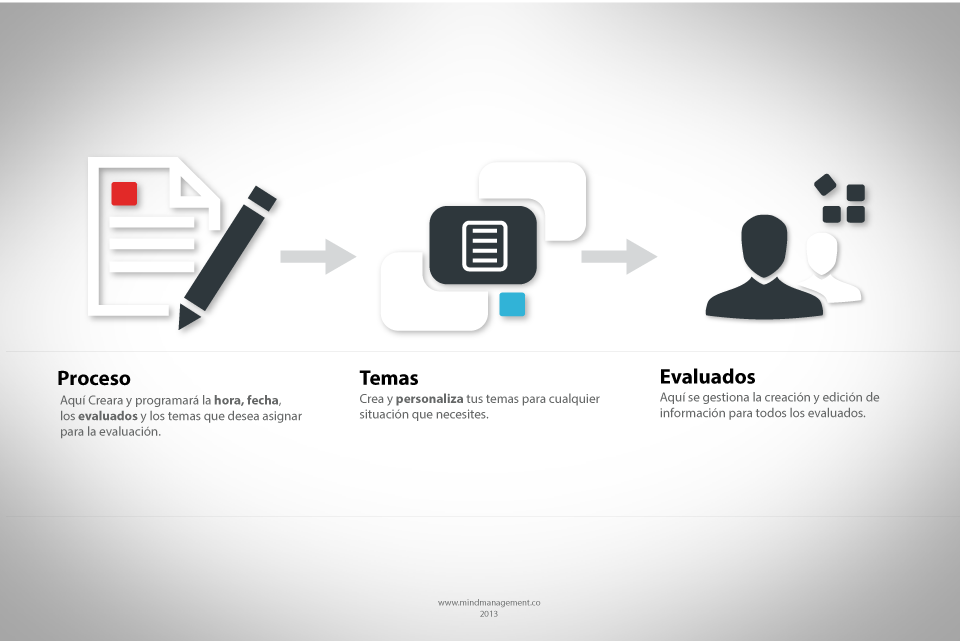 Proceso
Aquí Creara y programará la hora, fecha,
los evaluados y los temas que desea asignar
para la evaluación.
Temas
Crea y personaliza tus temas para cualquier
situación que necesites.
Evaluados
Aquí se gestiona la creación y edición de
información para todos los evaluados.
www.mindmanagement.co
2013